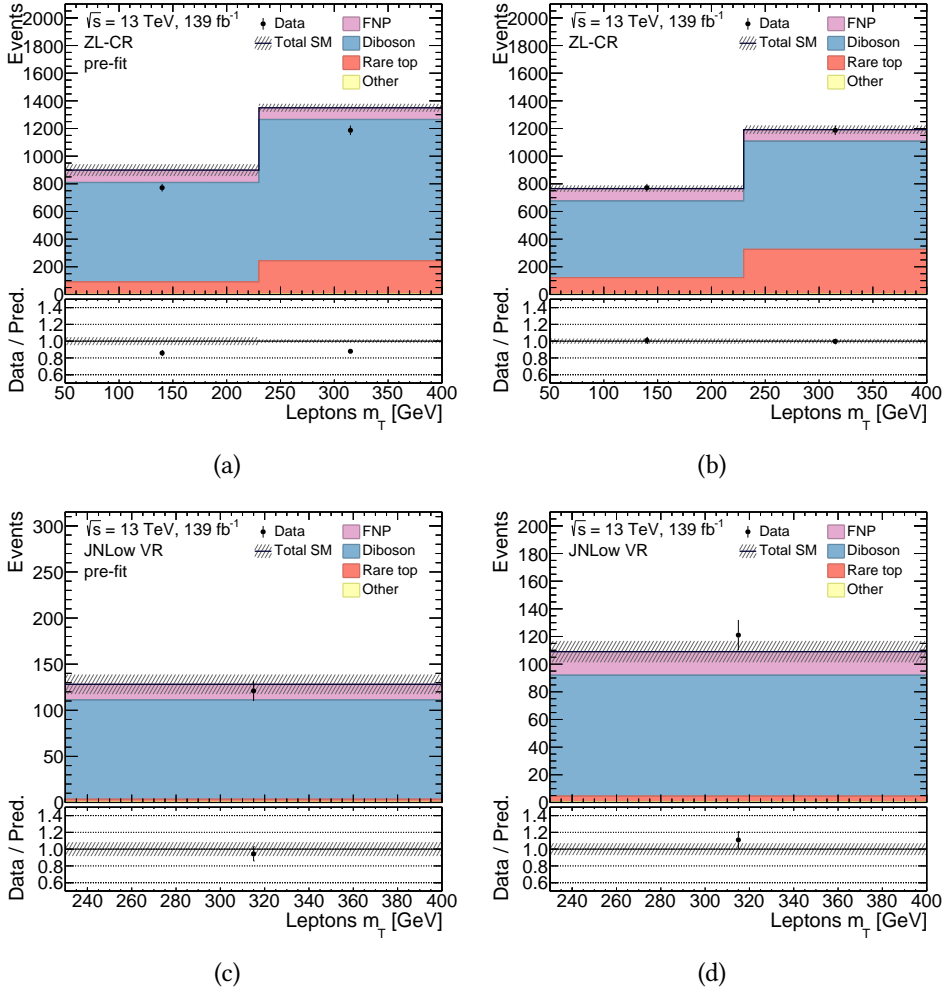 Events
2000
1800
1600
1400
1200
1000
800
600
400
200
0
√s = 13 TeV, 139 fb-1
ZL-CR
pre-fit
Data
Total SM
FNP
Diboson
Rare top
Other
Data / Pred.
1.4
1.2
1.0
0.8
0.6
50 100 150 200 250 300 350 400
Leptons mT [GeV]
(a)
Events
2000
1800
1600
1400
1200
1000
800
600
400
200
0
√s = 13 TeV, 139 fb-1
ZL-CR
Data
Total SM
FNP
Diboson
Rare top
Other
Data / Pred.
1.4
1.2
1.0
0.8
0.6
50 100 150 200 250 300 350 400
Leptons mT [GeV]
(b)
Events
300
250
200
150
100
50
0
√s = 13 TeV, 139 fb-1
JNLow VR
pre-fit
Data
Total SM
FNP
Diboson
Rare top
Other
Data / Pred.
1.4
1.2
1.0
0.8
0.6
240 260 280 300 320 340 360 380 400
Leptons mT [GeV]
(c)
Events
200
180
160
140
120
100
80
60
40
20
0
√s = 13 TeV, 139 fb-1
JNLow VR
Data
Total SM
FNP
Diboson
Rare top
Other
Data / Pred.
1.4
1.2
1.0
0.8
0.6
240 260 280 300 320 340 360 380 400
Leptons mT [GeV]
(d)